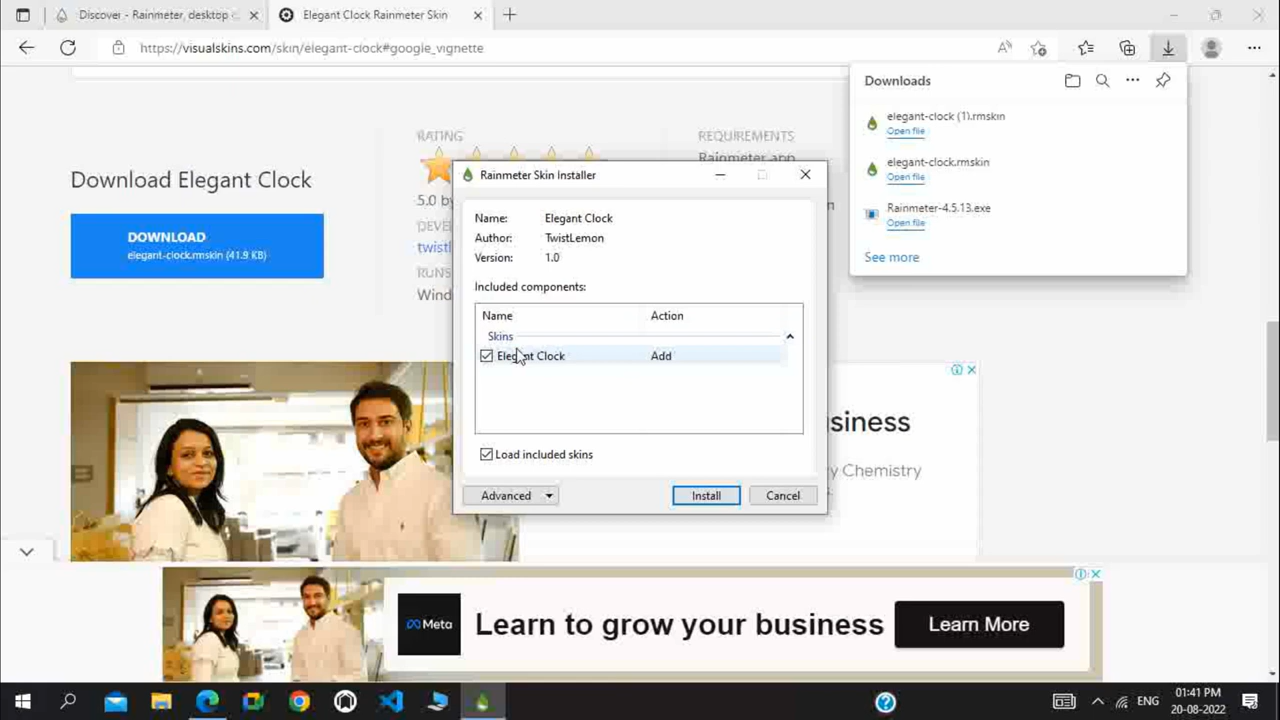 Discover - Rainmeter, desktop c
Elegant Clock Rainmeter Skin
https://visualskins.com/skin/elegant-clock#google_vignette
Downloads
elegant-clock (1).rmskin
Open file
elegant-clock.rmskin
Open file
Rainmeter-4.5.13.exe
Open file
See more
Download Elegant Clock
DOWNLOAD
elegant-clock.rmskin (41.9 KB)
RATING
5.0 by
DEVE
twistl
RUNS
Wind
REQUIREMENTS
Rainmeter app
Rainmeter Skin Installer
Name: Elegant Clock
Author: TwistLemon
Version: 1.0
Included components:
Name Action
Skins
Elegant Clock Add
Load included skins
Advanced
Install
Cancel
siness
y Chemistry
Meta
Learn to grow your business
Learn More
ENG
01:41 PM
20-08-2022